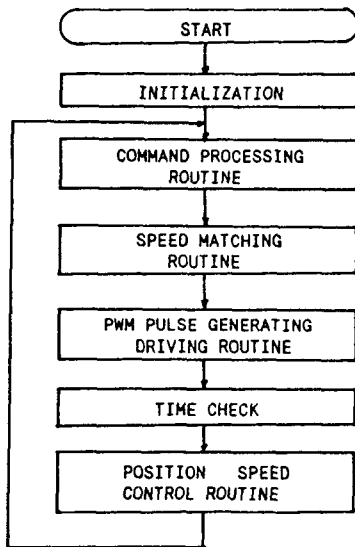 START
INITIALIZATION
COMMAND PROCESSING
ROUTINE
SPEED MATCHING
ROUTINE
PWM PULSE GENERATING
DRIVING ROUTINE
TIME CHECK
POSITION SPEED
CONTROL ROUTINE